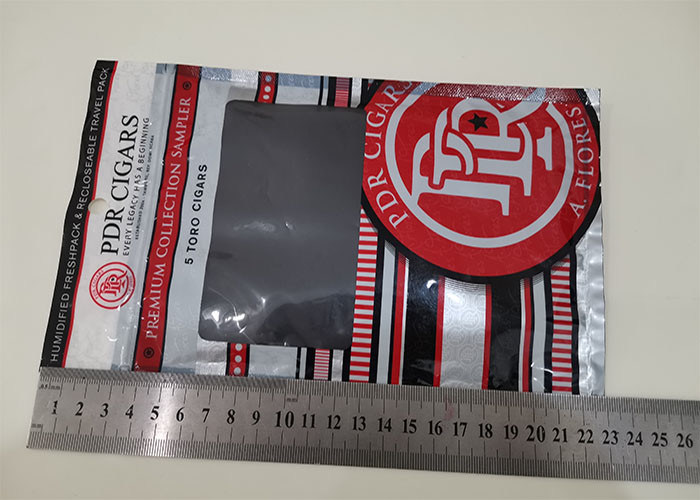 HUMIDIFIED FRESHPACK & RECLOSEABLE TRAVEL PACK
PDR CIGARS
EVERY LEGACY HAS A BEGINNING
PREMIUM COLLECTION SAMPLER
5 TORO CIGARS
PDR CIGARS
A. FLORES
PDR
1 2 3 4 5 6 7 8 9 10 11 12 13 14 15 16 17 18 19 20 21 22 23 24 25 26